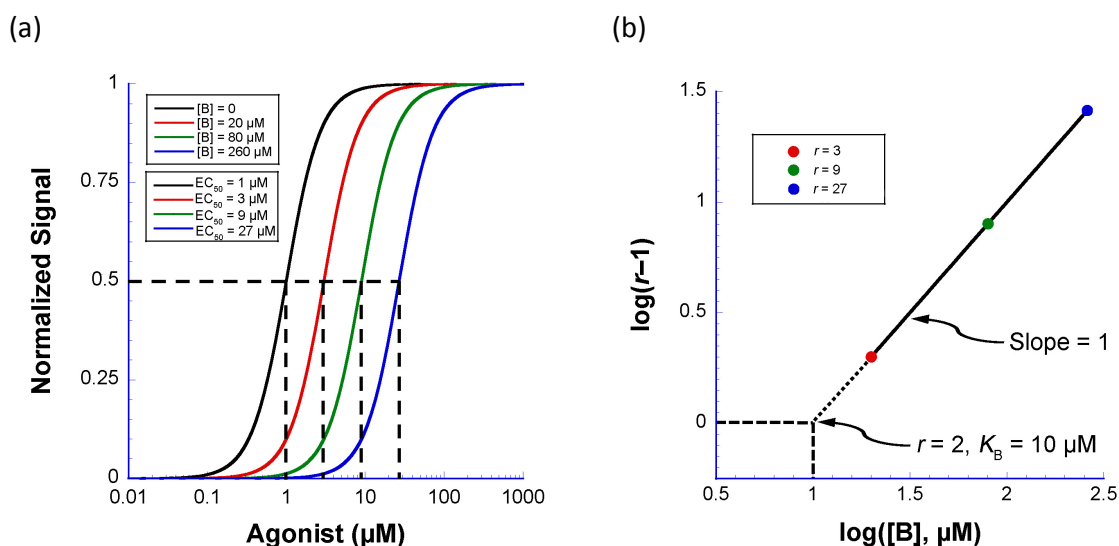 (a)
Normalized Signal
1
0.75
0.5
0.25
0
[B] = 0
[B] = 20 µM
[B] = 80 µM
[B] = 260 µM
EC₅₀ = 1 µM
EC₅₀ = 3 µM
EC₅₀ = 9 µM
EC₅₀ = 27 µM
0.01 0.1 1 10 100 1000
Agonist (µM)
(b)
log(r–1)
1.5
1
0.5
0
r = 3
r = 9
r = 27
Slope = 1
r = 2, K_B = 10 µM
0.5 1 1.5 2 2.5
log([B], µM)